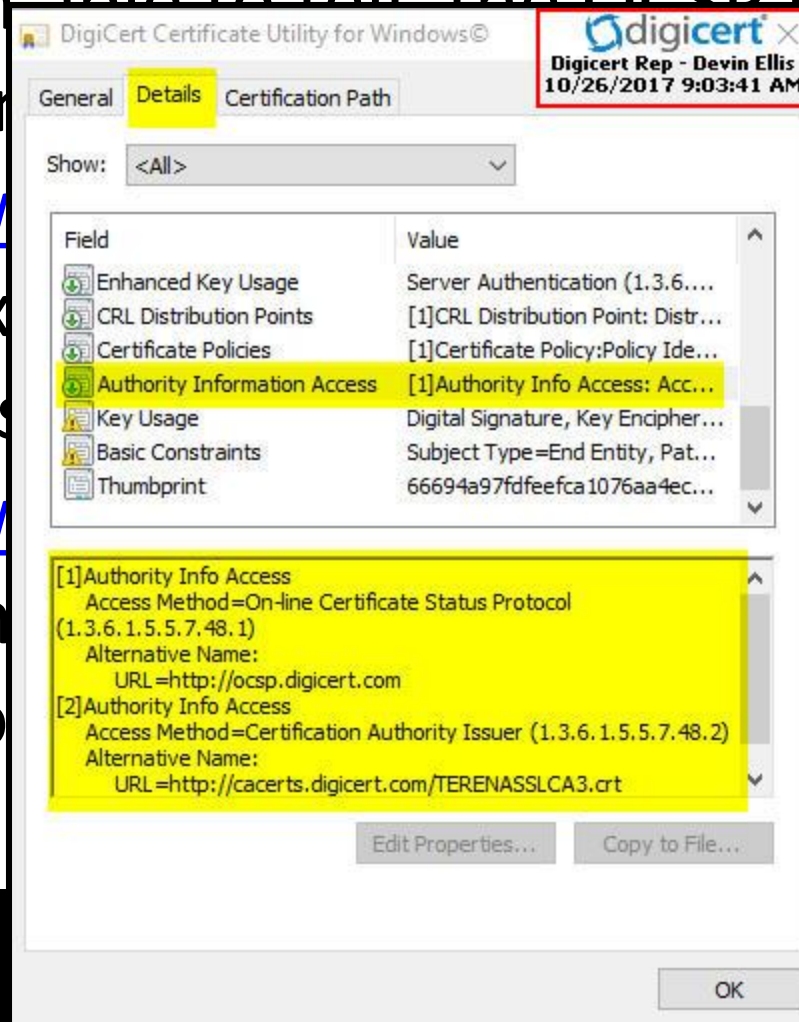 DigiCert Certificate Utility for Windows©
digicert
Digicert Rep - Devin Ellis
10/26/2017 9:03:41 AM
General Details Certification Path
Show: <All>
Field Value
Enhanced Key Usage Server Authentication (1.3.6....
CRL Distribution Points [1]CRL Distribution Point: Distr...
Certificate Policies [1]Certificate Policy:Policy Ide...
Authority Information Access [1]Authority Info Access: Acc...
Key Usage Digital Signature, Key Encipher...
Basic Constraints Subject Type=End Entity, Pat...
Thumbprint 66694a97fdfeefca1076aa4ec...
[1]Authority Info Access
Access Method=On-line Certificate Status Protocol
(1.3.6.1.5.5.7.48.1)
Alternative Name:
URL=http://ocsp.digicert.com
[2]Authority Info Access
Access Method=Certification Authority Issuer (1.3.6.1.5.5.7.48.2)
Alternative Name:
URL=http://cacerts.digicert.com/TERENASSLCA3.crt
Edit Properties... Copy to File...
OK